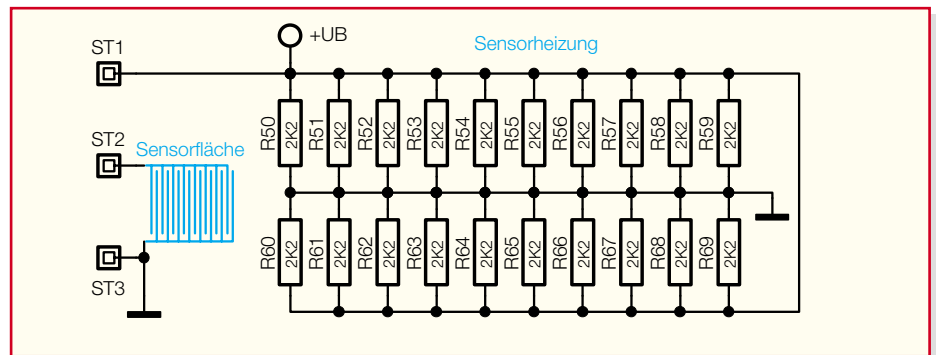 +UB
Sensorheizung
ST1
R50 2K2
R51 2K2
R52 2K2
R53 2K2
R54 2K2
R55 2K2
R56 2K2
R57 2K2
R58 2K2
R59 2K2
ST2
Sensorfläche
R60 2K2
R61 2K2
R62 2K2
R63 2K2
R64 2K2
R65 2K2
R66 2K2
R67 2K2
R68 2K2
R69 2K2
ST3